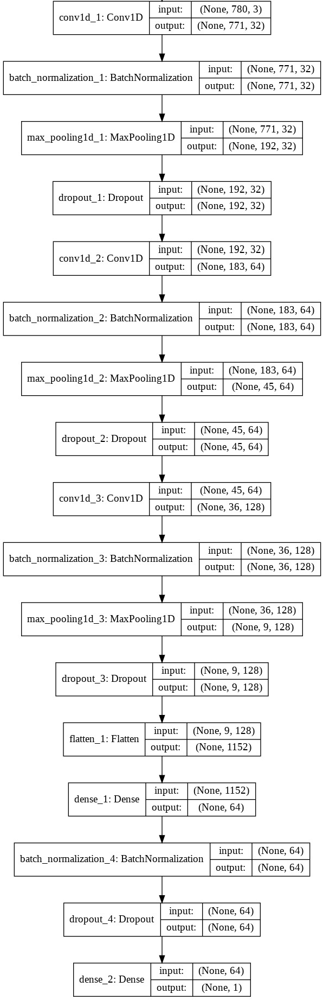 conv1d_1: Conv1D
input: (None, 780, 3)
output: (None, 771, 32)
batch_normalization_1: BatchNormalization
input: (None, 771, 32)
output: (None, 771, 32)
max_pooling1d_1: MaxPooling1D
input: (None, 771, 32)
output: (None, 192, 32)
dropout_1: Dropout
input: (None, 192, 32)
output: (None, 192, 32)
conv1d_2: Conv1D
input: (None, 192, 32)
output: (None, 183, 64)
batch_normalization_2: BatchNormalization
input: (None, 183, 64)
output: (None, 183, 64)
max_pooling1d_2: MaxPooling1D
input: (None, 183, 64)
output: (None, 45, 64)
dropout_2: Dropout
input: (None, 45, 64)
output: (None, 45, 64)
conv1d_3: Conv1D
input: (None, 45, 64)
output: (None, 36, 128)
batch_normalization_3: BatchNormalization
input: (None, 36, 128)
output: (None, 36, 128)
max_pooling1d_3: MaxPooling1D
input: (None, 36, 128)
output: (None, 9, 128)
dropout_3: Dropout
input: (None, 9, 128)
output: (None, 9, 128)
flatten_1: Flatten
input: (None, 9, 128)
output: (None, 1152)
dense_1: Dense
input: (None, 1152)
output: (None, 64)
batch_normalization_4: BatchNormalization
input: (None, 64)
output: (None, 64)
dropout_4: Dropout
input: (None, 64)
output: (None, 64)
dense_2: Dense
input: (None, 64)
output: (None, 1)